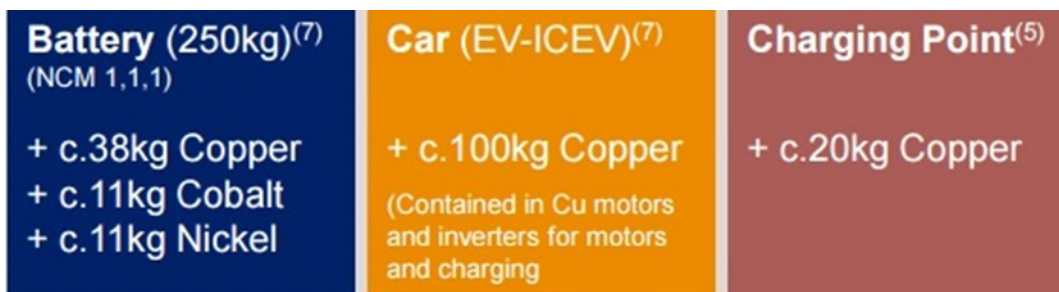 Battery (250kg)(7)
(NCM 1,1,1)
+ c.38kg Copper
+ c.11kg Cobalt
+ c.11kg Nickel
Car (EV-ICEV)(7)
+ c.100kg Copper
(Contained in Cu motors
and inverters for motors
and charging
Charging Point(5)
+ c.20kg Copper